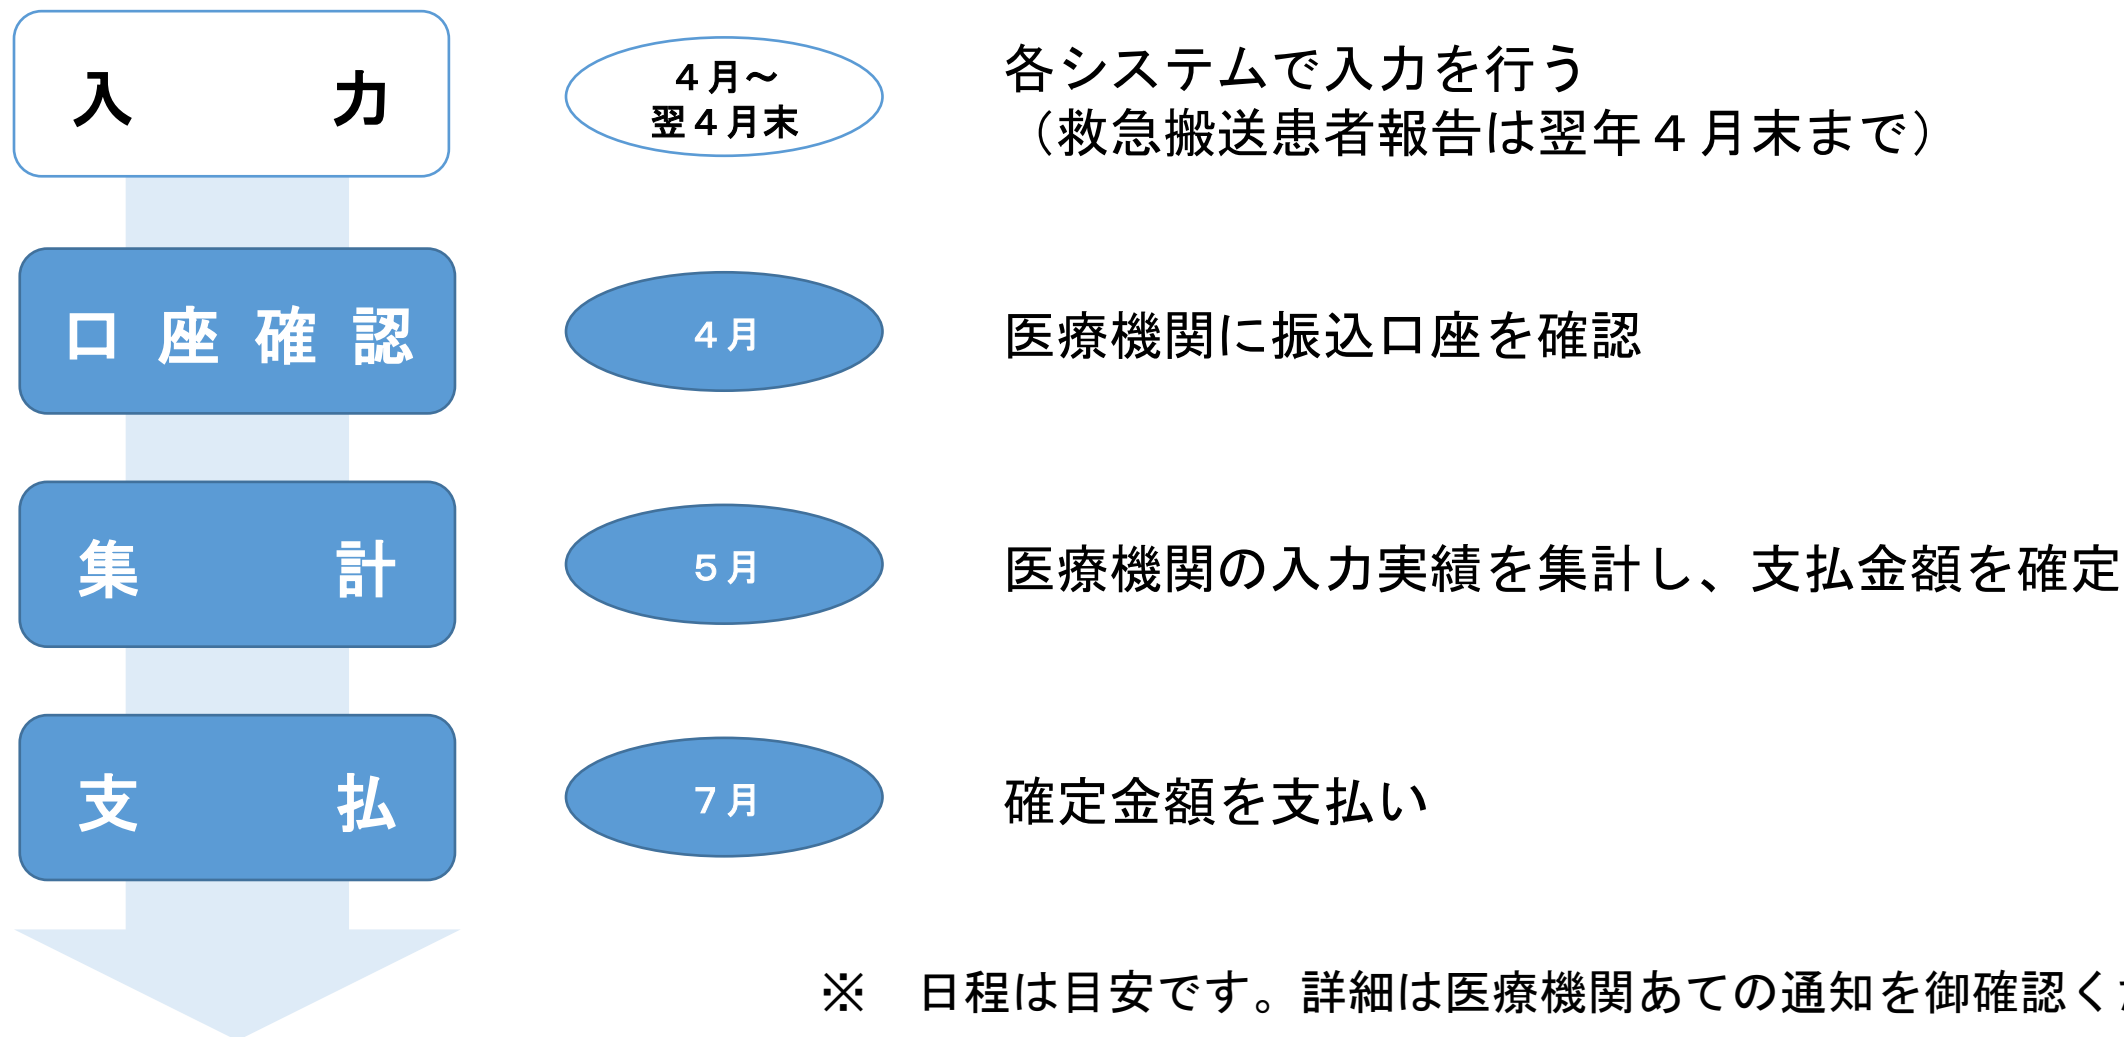 入　　　力
４月～
翌４月末
各システムで入力を行う
（救急搬送患者報告は翌年４月末まで）
口座確認
４月
医療機関に振込口座を確認
集　　　計
５月
医療機関の入力実績を集計し、支払金額を確定
支　　　払
７月
確定金額を支払い
※　日程は目安です。詳細は医療機関あての通知を御確認く